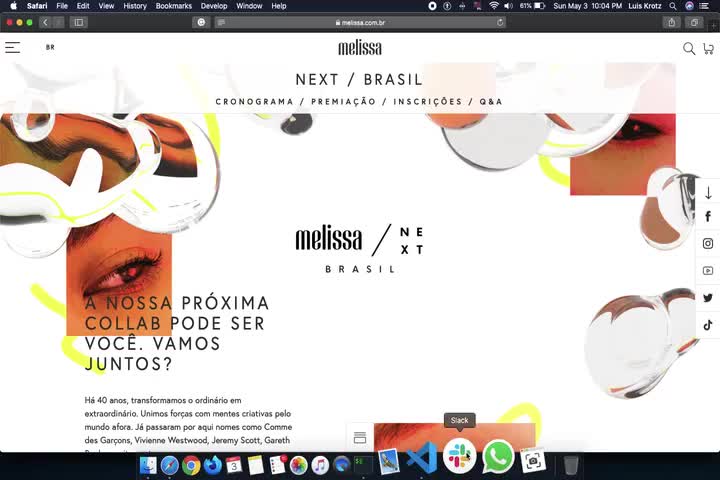 Safari File Edit View History Bookmarks Develop Window Help 61% Sun May 3 10:04 PM Luis Krotz
melissa.com.br
BR
melissa
NEXT / BRASIL
CRONOGRAMA / PREMIAÇÃO / INSCRIÇÕES / Q&A
melissa / NE
XT
BRASIL
A NOSSA PRÓXIMA
COLLAB PODE SER
VOCÊ. VAMOS
JUNTOS?
Há 40 anos, transformamos o ordinário em
extraordinário. Unimos forças com mentes criativas pelo
mundo afora. Já passaram por aqui nomes como Comme
des Garçons, Vivienne Westwood, Jeremy Scott, Gareth
Slack
3